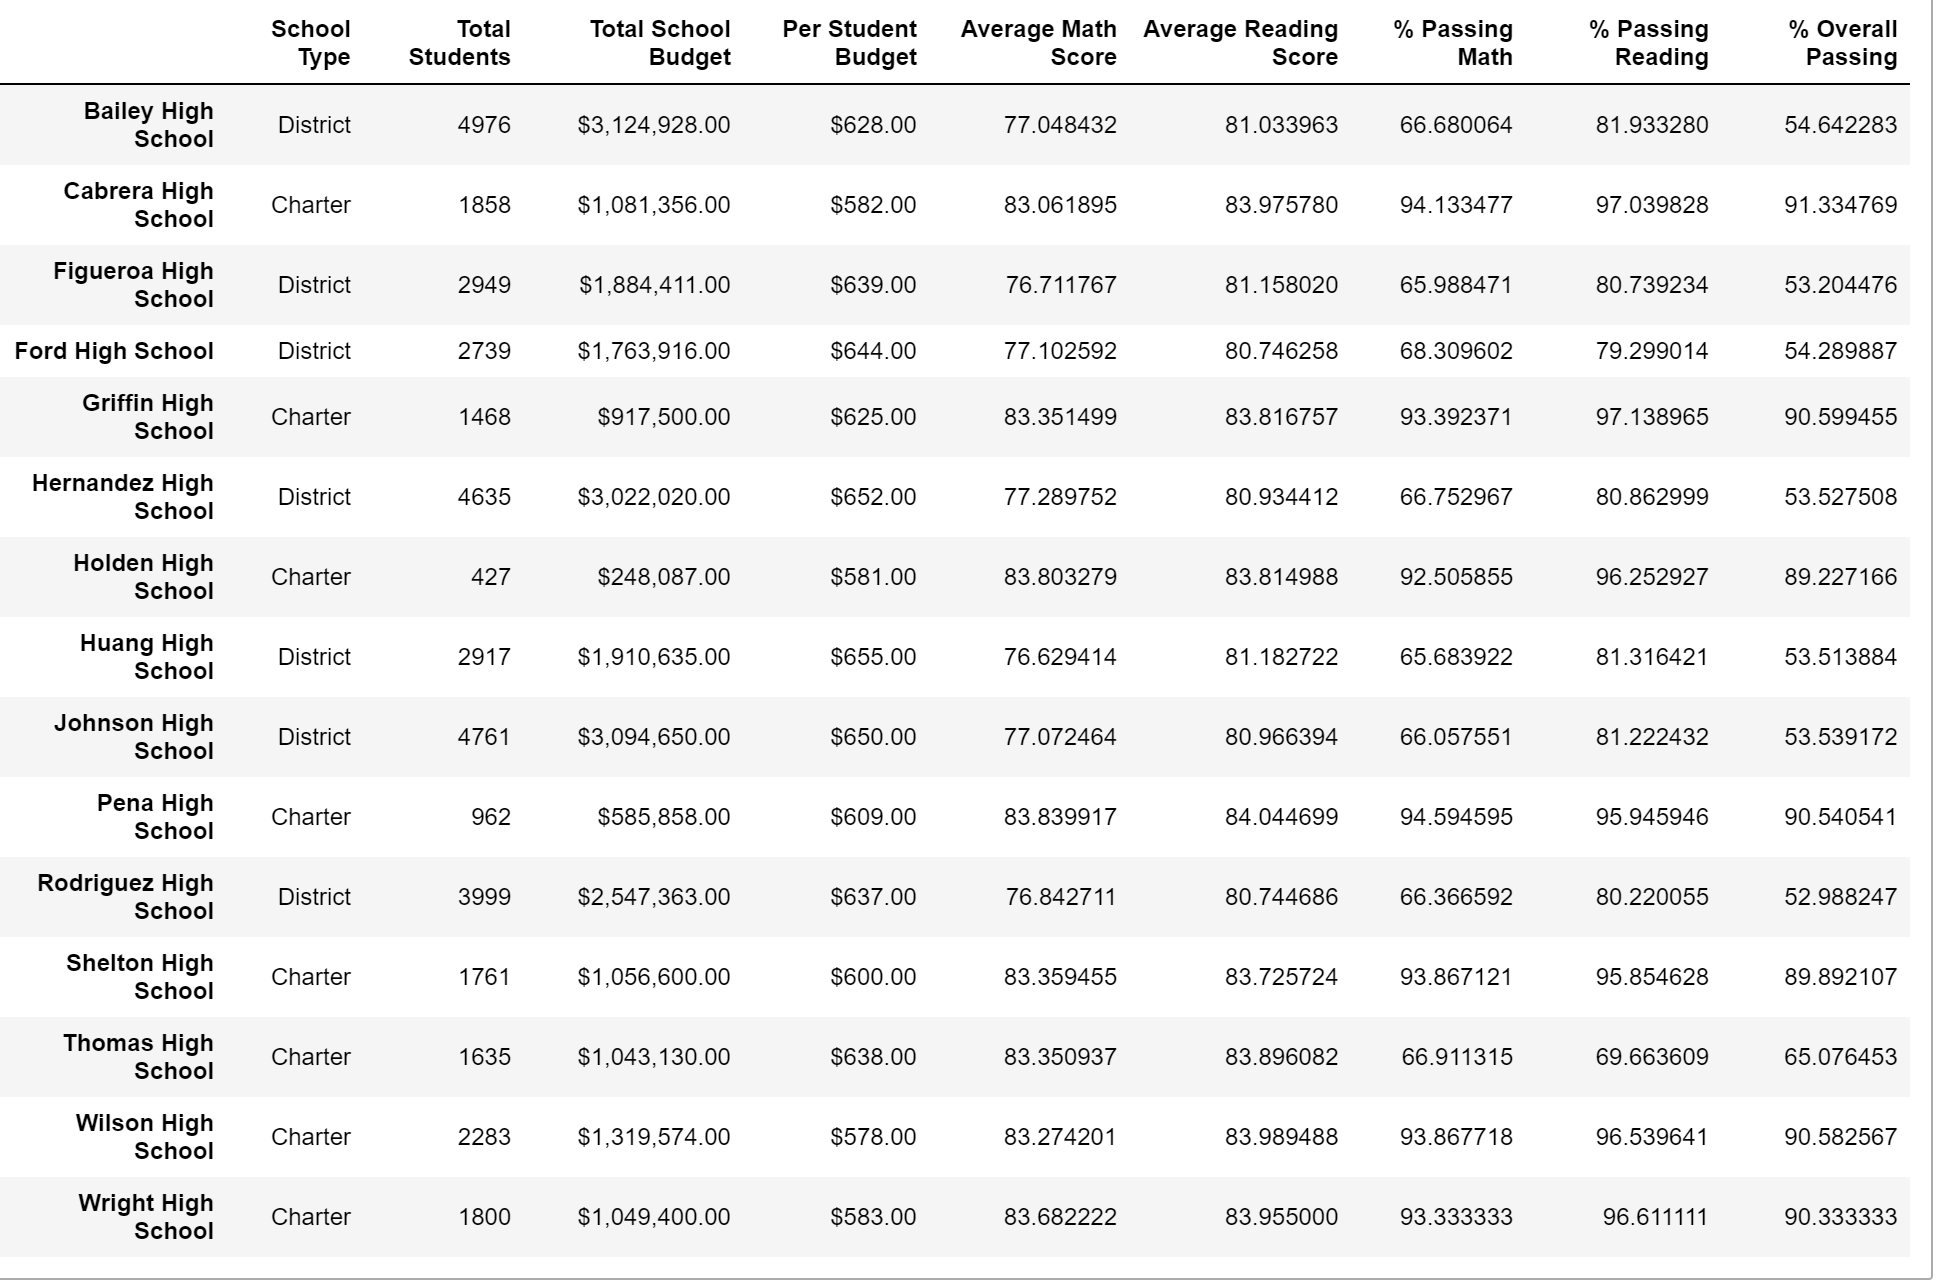 School Type Total Students Total School Budget Per Student Budget Average Math Score Average Reading Score % Passing Math % Passing Reading % Overall Passing
Bailey High School District 4976 $3,124,928.00 $628.00 77.048432 81.033963 66.680064 81.933280 54.642283
Cabrera High School Charter 1858 $1,081,356.00 $582.00 83.061895 83.975780 94.133477 97.039828 91.334769
Figueroa High School District 2949 $1,884,411.00 $639.00 76.711767 81.158020 65.988471 80.739234 53.204476
Ford High School District 2739 $1,763,916.00 $644.00 77.102592 80.746258 68.309602 79.299014 54.289887
Griffin High School Charter 1468 $917,500.00 $625.00 83.351499 83.816757 93.392371 97.138965 90.599455
Hernandez High School District 4635 $3,022,020.00 $652.00 77.289752 80.934412 66.752967 80.862999 53.527508
Holden High School Charter 427 $248,087.00 $581.00 83.803279 83.814988 92.505855 96.252927 89.227166
Huang High School District 2917 $1,910,635.00 $655.00 76.629414 81.182722 65.683922 81.316421 53.513884
Johnson High School District 4761 $3,094,650.00 $650.00 77.072464 80.966394 66.057551 81.222432 53.539172
Pena High School Charter 962 $585,858.00 $609.00 83.839917 84.044699 94.594595 95.945946 90.540541
Rodriguez High School District 3999 $2,547,363.00 $637.00 76.842711 80.744686 66.366592 80.220055 52.988247
Shelton High School Charter 1761 $1,056,600.00 $600.00 83.359455 83.725724 93.867121 95.854628 89.892107
Thomas High School Charter 1635 $1,043,130.00 $638.00 83.350937 83.896082 66.911315 69.663609 65.076453
Wilson High School Charter 2283 $1,319,574.00 $578.00 83.274201 83.989488 93.867718 96.539641 90.582567
Wright High School Charter 1800 $1,049,400.00 $583.00 83.682222 83.955000 93.333333 96.611111 90.333333